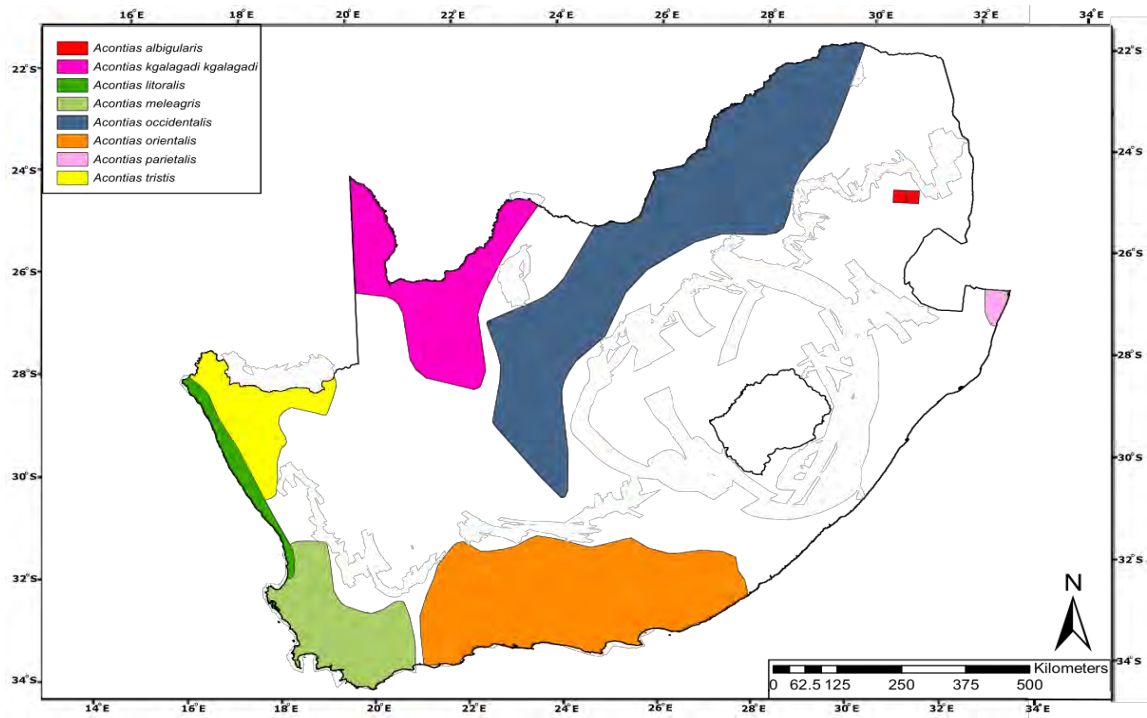 16°E 18°E 20°E 22°E 24°E 26°E 28°E 30°E 32°E 34°E
Acontias albigularis
Acontias kgalagadi kgalagadi
Acontias litoralis
Acontias meleagris
Acontias occidentalis
Acontias orientalis
Acontias parietalis
Acontias tristis
22°S
24°S
26°S
28°S
30°S
32°S
34°S
22°S
24°S
26°S
28°S
30°S
32°S
34°S
N
Kilometers
0 62.5 125 250 375 500
14°E 16°E 18°E 20°E 22°E 24°E 26°E 28°E 30°E 32°E 34°E